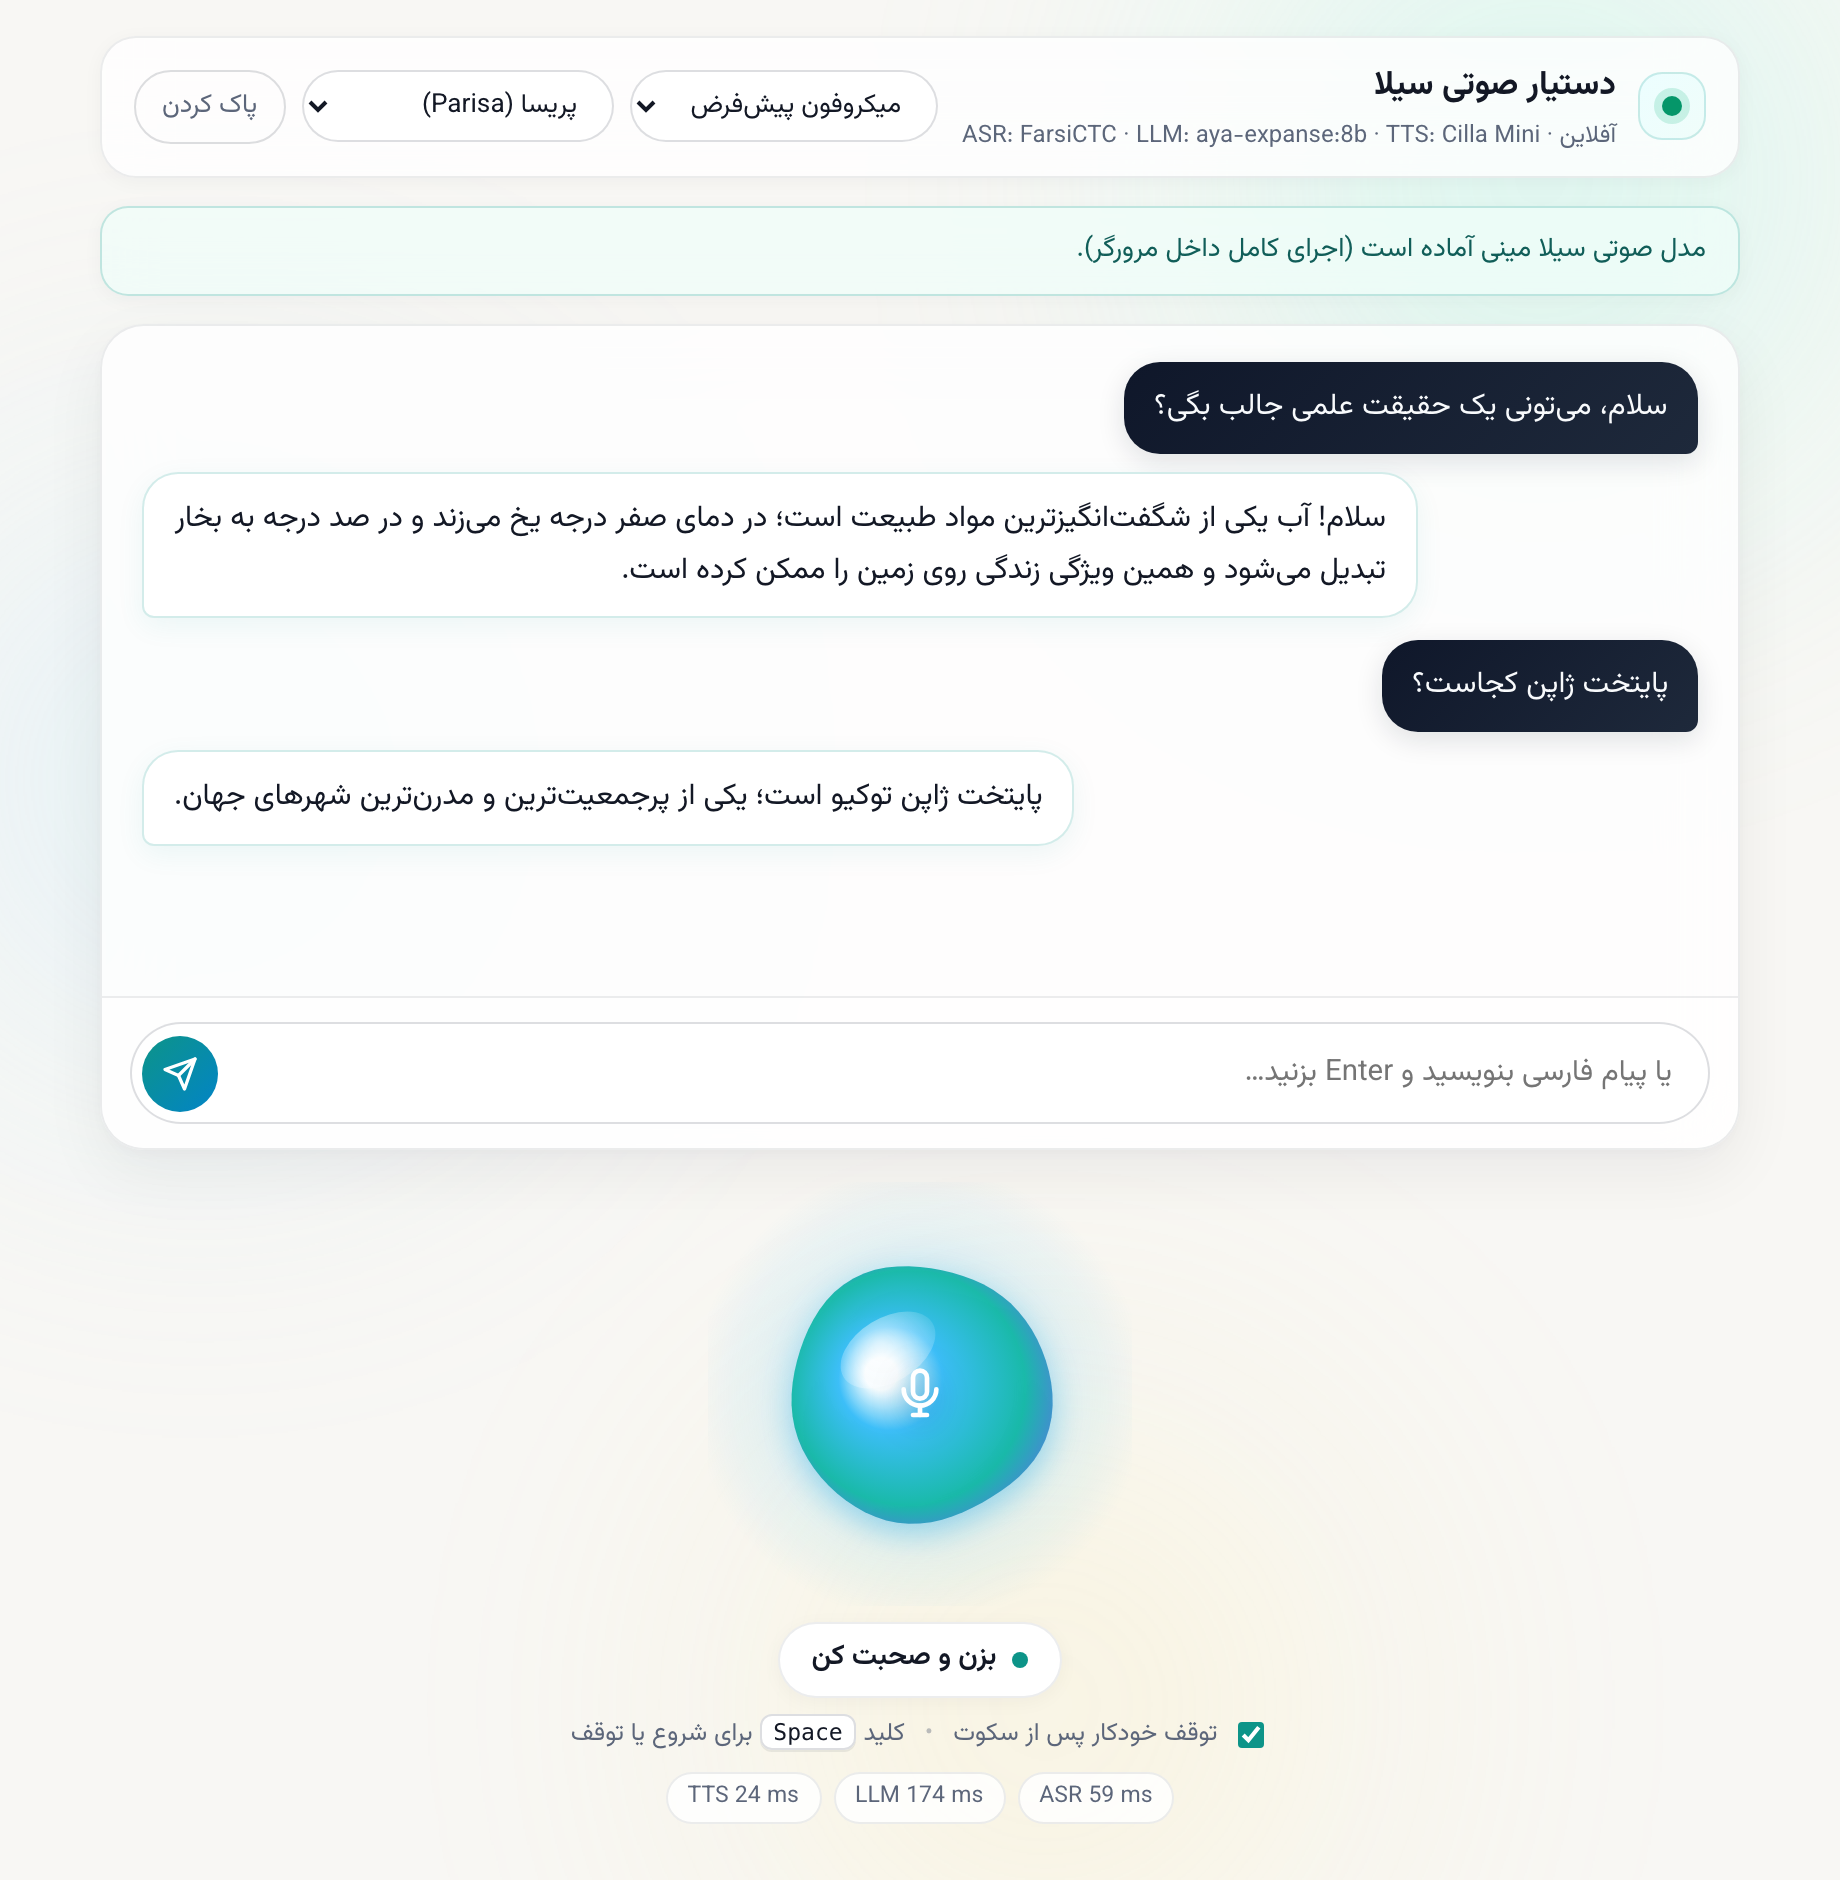 دستیار صوتی سیلا
آفلاین · ASR: FarsiCTC · LLM: aya-expanse:8b · TTS: Cilla Mini
میکروفون پیش‌فرض
پریسا (Parisa)
پاک کردن
مدل صوتی سیلا مینی آماده است (اجرای کامل داخل مرورگر).
سلام، می‌تونی یک حقیقت علمی جالب بگی؟
سلام! آب یکی از شگفت‌انگیزترین مواد طبیعت است؛ در دمای صفر درجه یخ می‌زند و در صد درجه به بخار
تبدیل می‌شود و همین ویژگی زندگی روی زمین را ممکن کرده است.
پایتخت ژاپن کجاست؟
پایتخت ژاپن توکیو است؛ یکی از پرجمعیت‌ترین و مدرن‌ترین شهرهای جهان.
یا پیام فارسی بنویسید و Enter بزنید...
بزن و صحبت کن
توقف خودکار پس از سکوت • کلید Space برای شروع یا توقف
ASR 59 ms
LLM 174 ms
TTS 24 ms